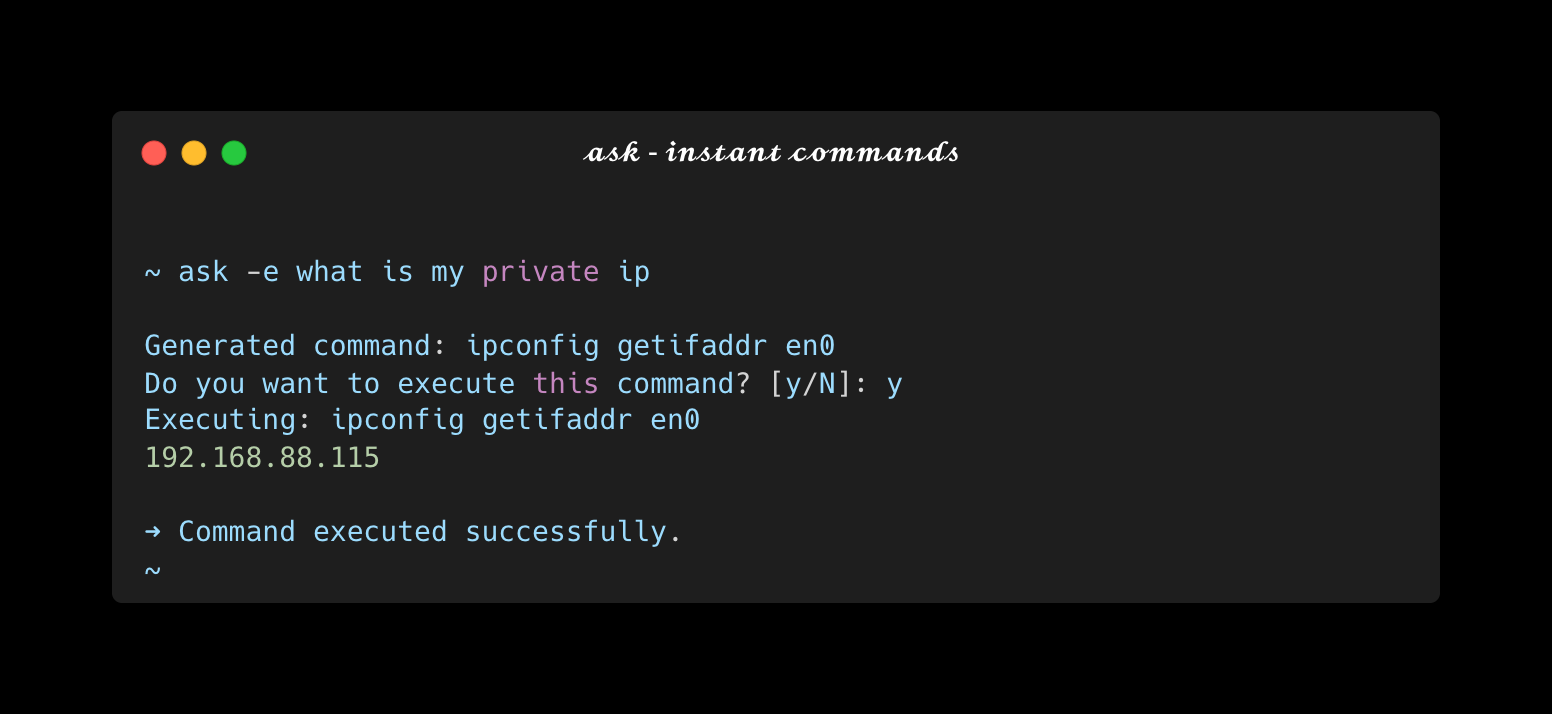 ask - instant commands
~ ask -e what is my private ip
Generated command: ipconfig getifaddr en0
Do you want to execute this command? [y/N]: y
Executing: ipconfig getifaddr en0
192.168.88.115
➜ Command executed successfully.
~